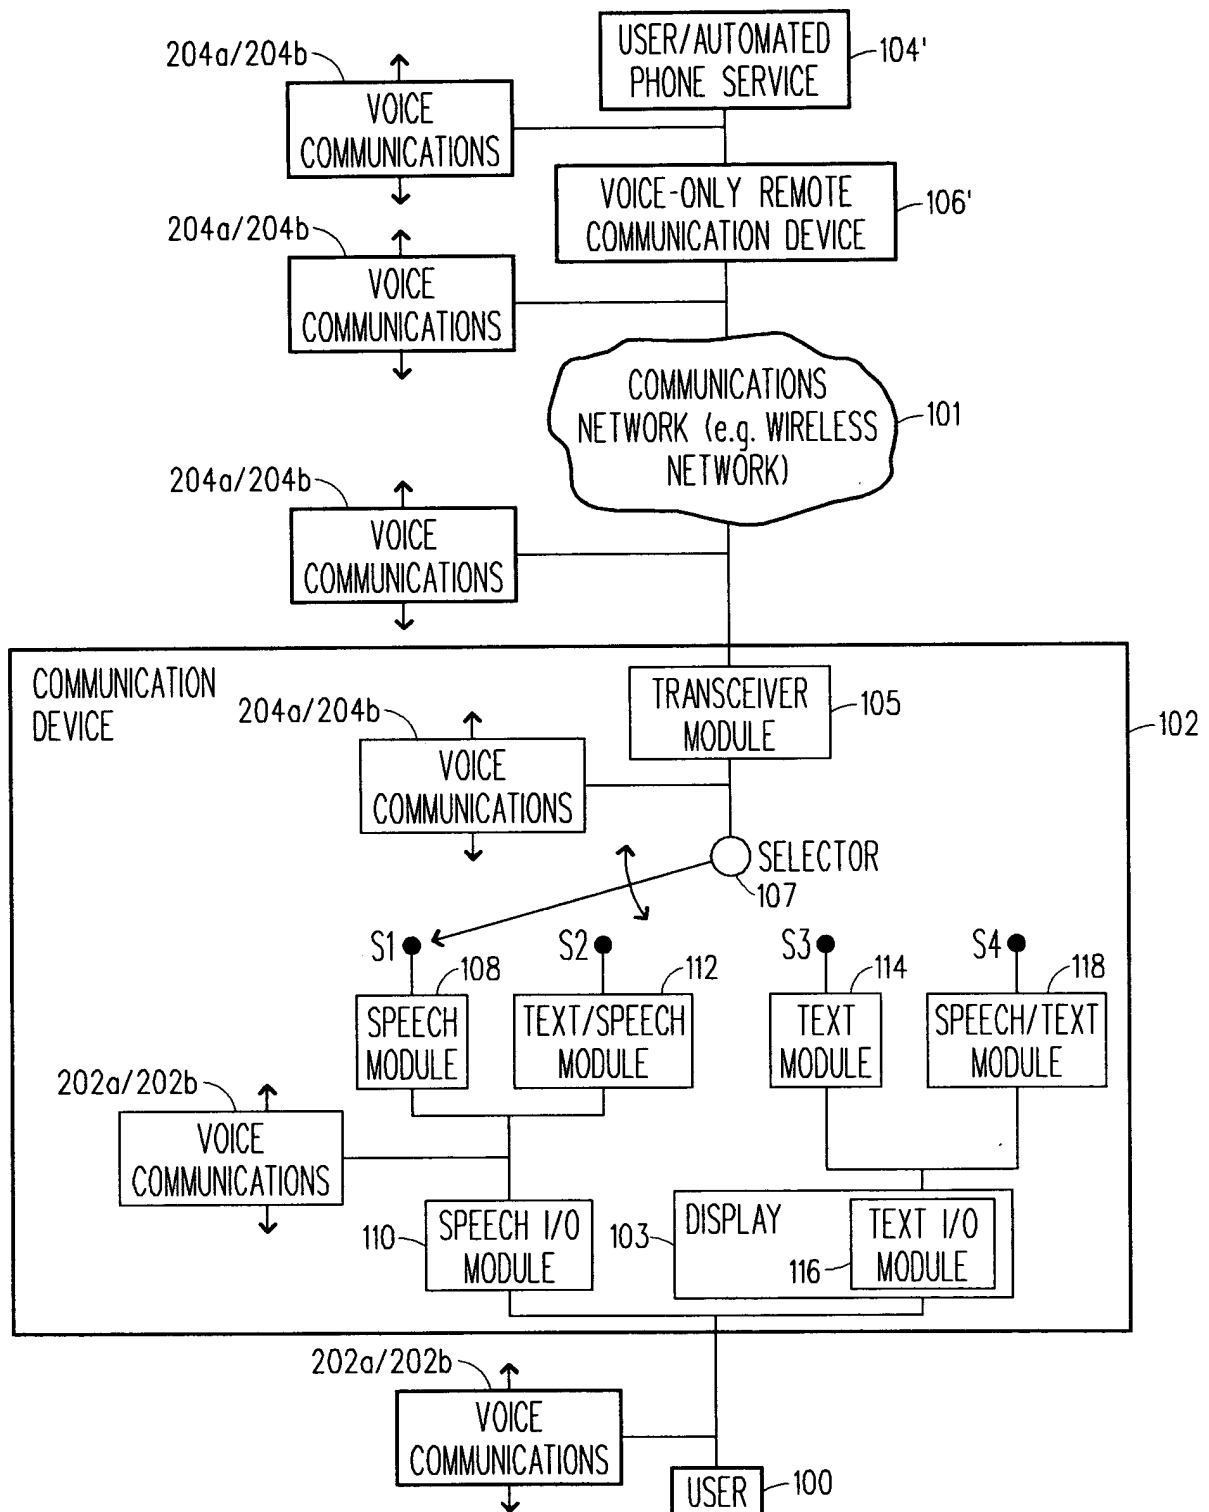 USER/AUTOMATED
PHONE SERVICE
104'
204a/204b
VOICE
COMMUNICATIONS
VOICE-ONLY REMOTE
COMMUNICATION DEVICE
106'
204a/204b
VOICE
COMMUNICATIONS
COMMUNICATIONS
NETWORK (e.g. WIRELESS
NETWORK)
101
204a/204b
VOICE
COMMUNICATIONS
COMMUNICATION
DEVICE
102
TRANSCEIVER
MODULE
105
204a/204b
VOICE
COMMUNICATIONS
SELECTOR
107
S1
S2
S3
S4
108
112
114
118
SPEECH
MODULE
TEXT/SPEECH
MODULE
TEXT
MODULE
SPEECH/TEXT
MODULE
202a/202b
VOICE
COMMUNICATIONS
110
SPEECH I/O
MODULE
103
DISPLAY
116
TEXT I/O
MODULE
202a/202b
VOICE
COMMUNICATIONS
USER
100